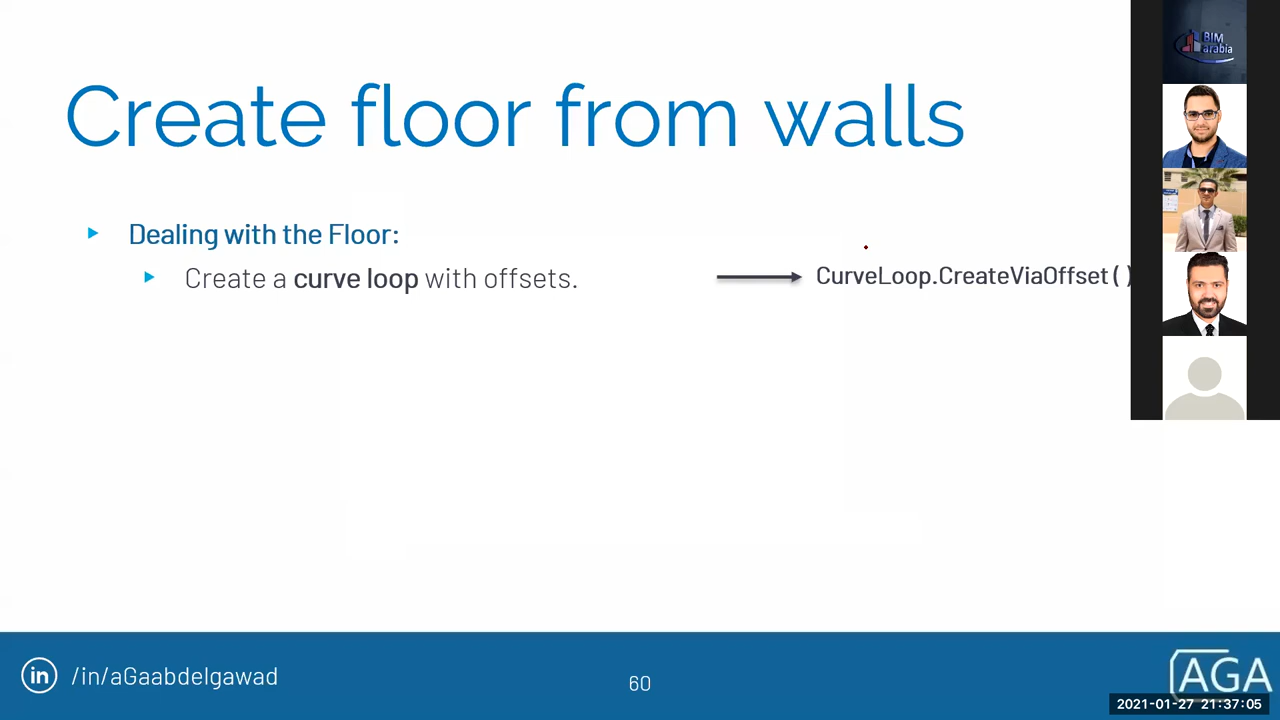 Create floor from walls
Dealing with the Floor:
Create a curve loop with offsets.
CurveLoop.CreateViaOffset ( )
BIM
arabia
in
/in/aGaabdelgawad
60
AGA
2021-01-27 21:37:05